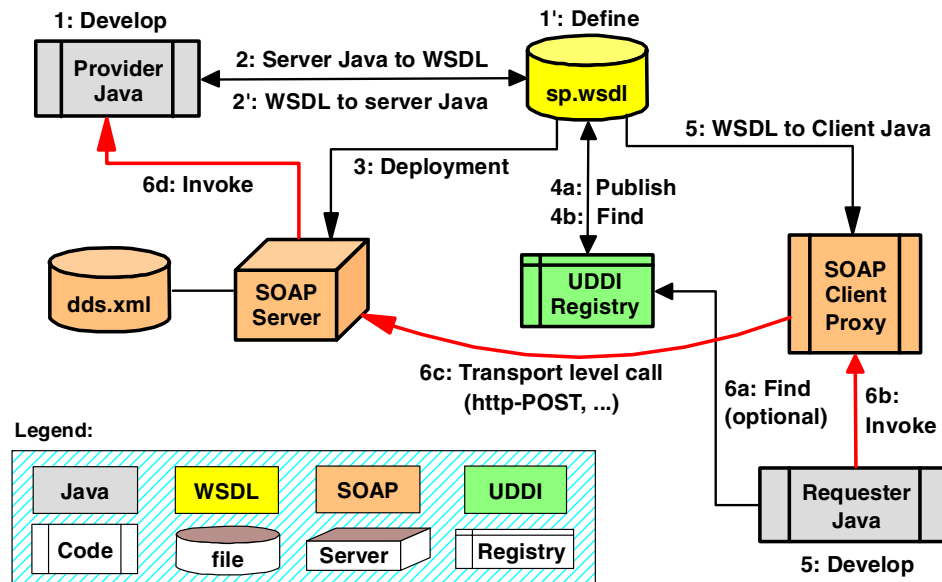 1: Develop
1': Define
Provider
Java
2: Server Java to WSDL
2': WSDL to server Java
sp.wsdl
5: WSDL to Client Java
3: Deployment
6d: Invoke
4a: Publish
4b: Find
dds.xml
SOAP
Server
UDDI
Registry
SOAP
Client
Proxy
6c: Transport level call
(http-POST, ...)
6a: Find
(optional)
6b:
Invoke
Legend:
Java
WSDL
SOAP
UDDI
Code
file
Server
Registry
Requester
Java
5: Develop